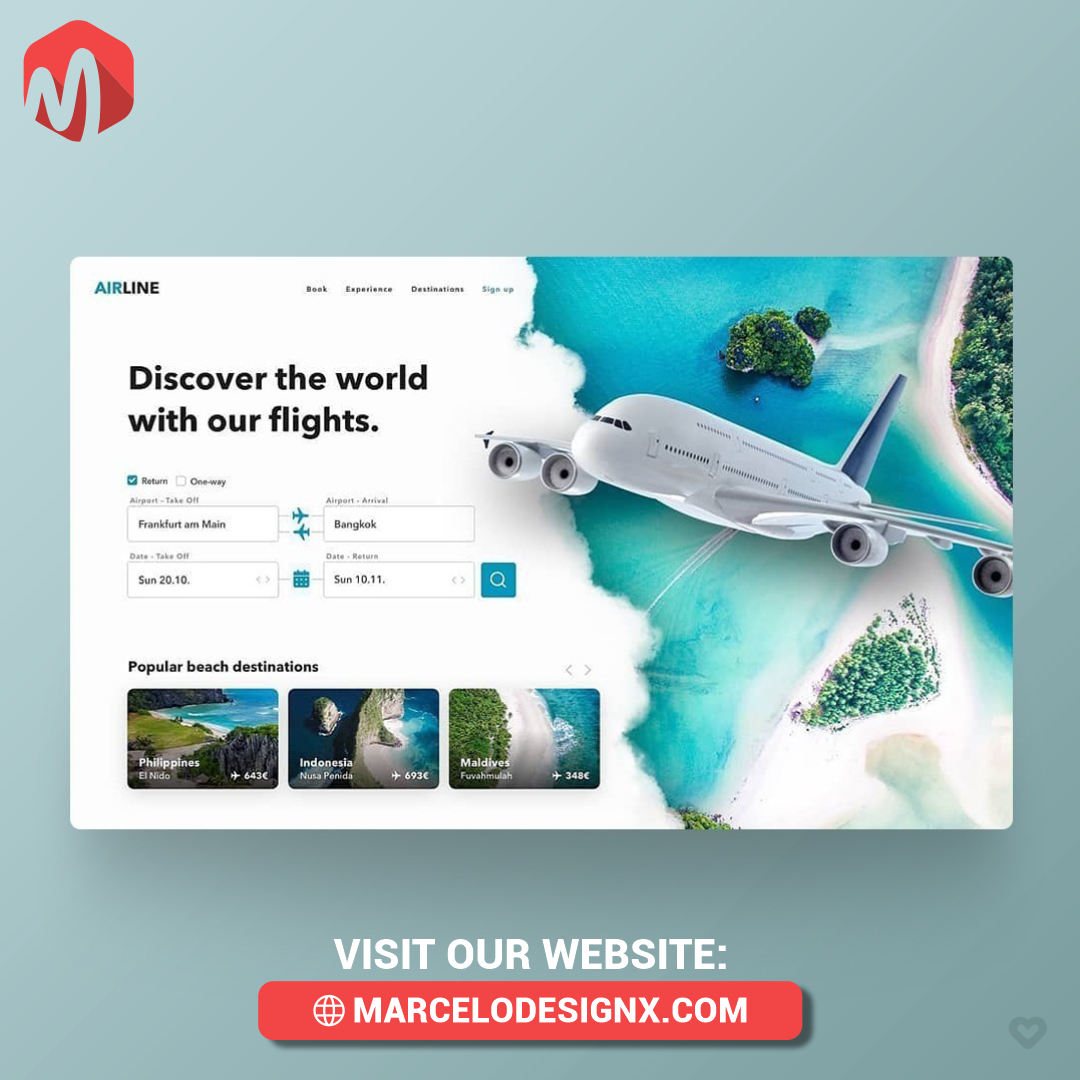 AIRLINE
Book Experience Destinations Sign up
Discover the world
with our flights.
Return One-way
Airport - Take Off Airport - Arrival
Frankfurt am Main Bangkok
Date - Take Off Date - Return
Sun 20.10. Sun 10.11.
Popular beach destinations
Philippines Indonesia Maldives
El Nido 643€ Nusa Penida 693€ Fuvahmulah 348€
VISIT OUR WEBSITE:
MARCELODESIGNX.COM